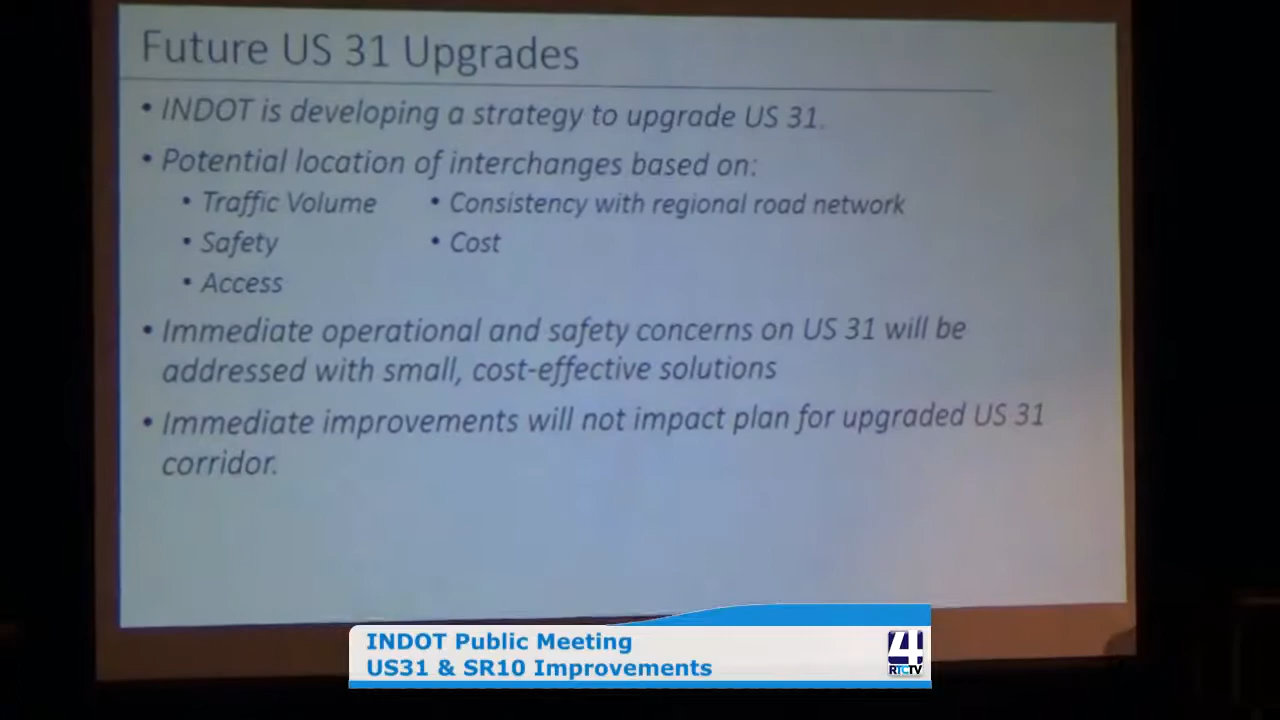 Future US 31 Upgrades
• INDOT is developing a strategy to upgrade US 31.
• Potential location of interchanges based on:
• Traffic Volume • Consistency with regional road network
• Safety • Cost
• Access
• Immediate operational and safety concerns on US 31 will be
addressed with small, cost-effective solutions
• Immediate improvements will not impact plan for upgraded US 31
corridor.
INDOT Public Meeting
US31 & SR10 Improvements
4
RTCTV